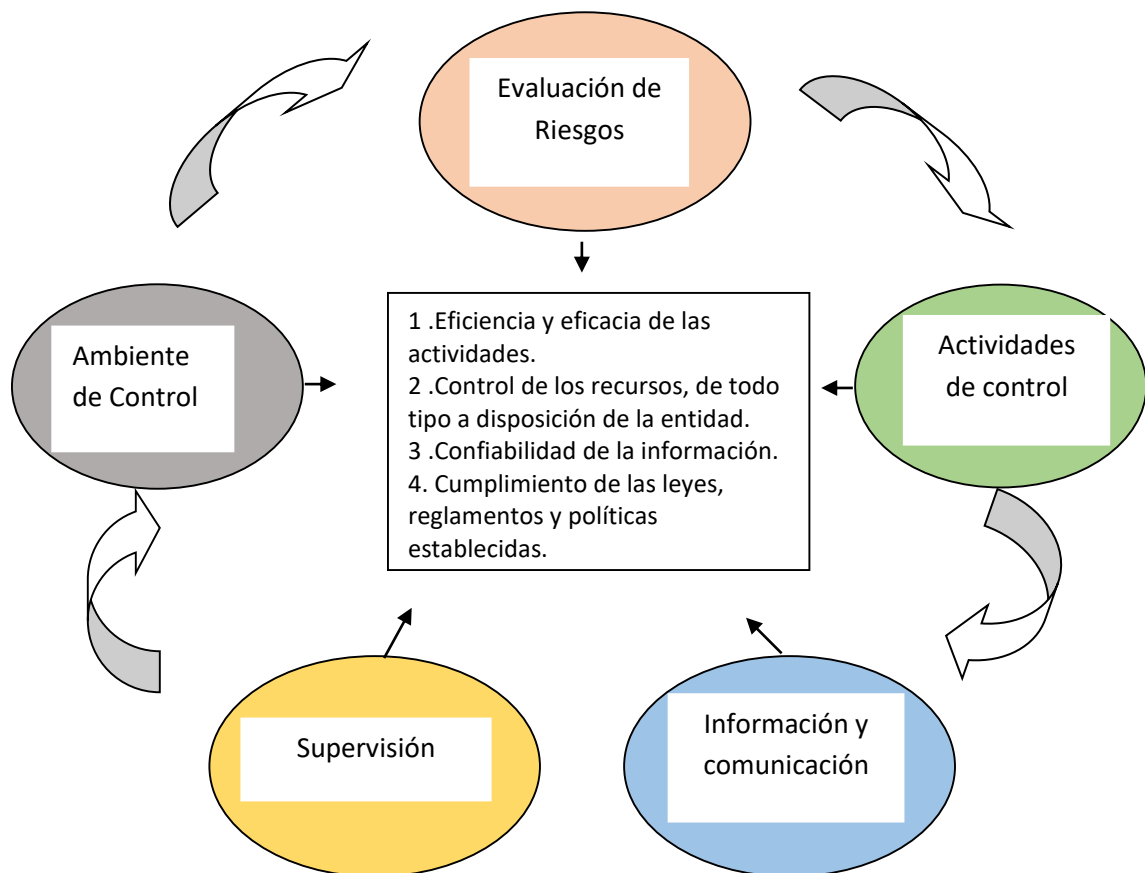 Evaluación de
Riesgos
Ambiente
de Control
1 .Eficiencia y eficacia de las
actividades.
2 .Control de los recursos, de todo
tipo a disposición de la entidad.
3 .Confiabilidad de la información.
4. Cumplimiento de las leyes,
reglamentos y políticas
establecidas.
Actividades
de control
Supervisión
Información y
comunicación